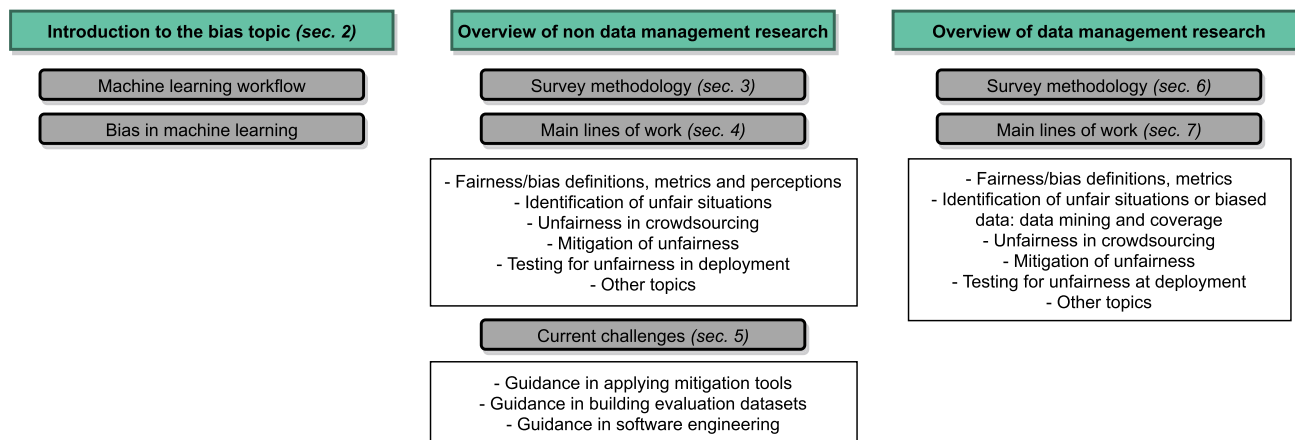 Introduction to the bias topic (sec. 2)
Machine learning workflow
Bias in machine learning
Overview of non data management research
Survey methodology (sec. 3)
Main lines of work (sec. 4)
- Fairness/bias definitions, metrics and perceptions
- Identification of unfair situations
- Unfairness in crowdsourcing
- Mitigation of unfairness
- Testing for unfairness in deployment
- Other topics
Current challenges (sec. 5)
- Guidance in applying mitigation tools
- Guidance in building evaluation datasets
- Guidance in software engineering
Overview of data management research
Survey methodology (sec. 6)
Main lines of work (sec. 7)
- Fairness/bias definitions, metrics
- Identification of unfair situations or biased
data: data mining and coverage
- Unfairness in crowdsourcing
- Mitigation of unfairness
- Testing for unfairness at deployment
- Other topics